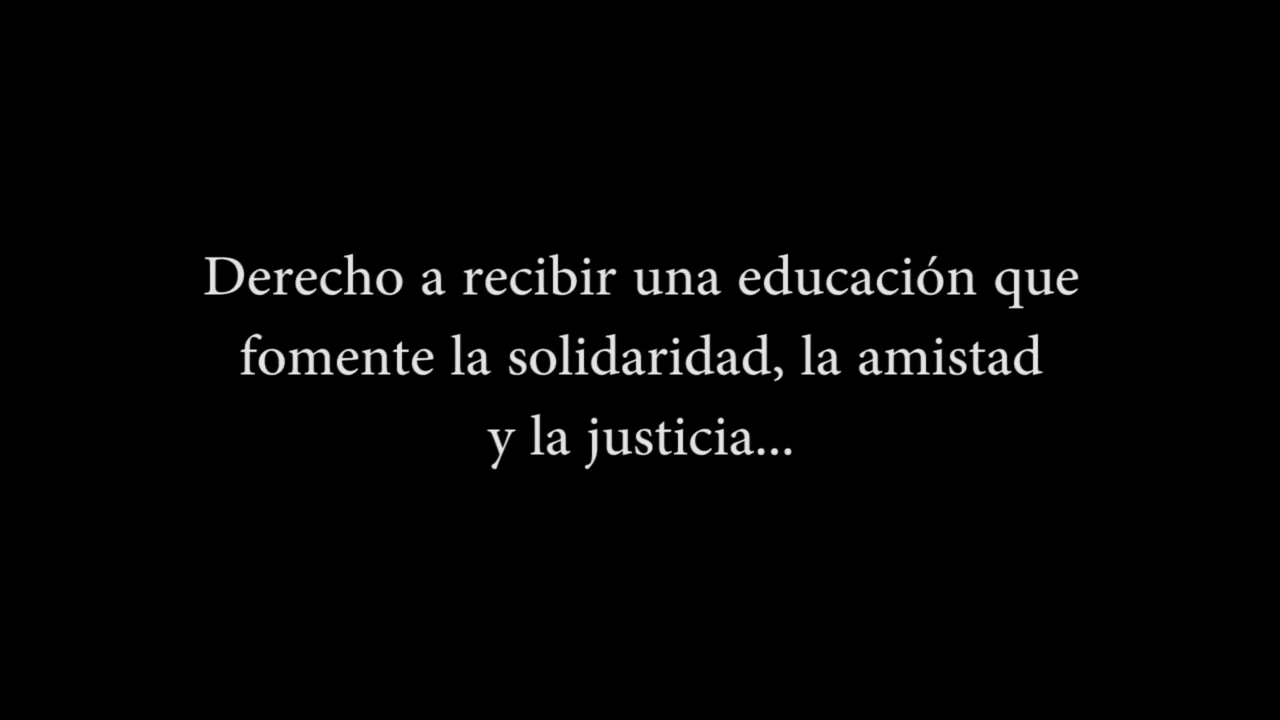 Derecho a recibir una educación que
fomente la solidaridad, la amistad
y la justicia...